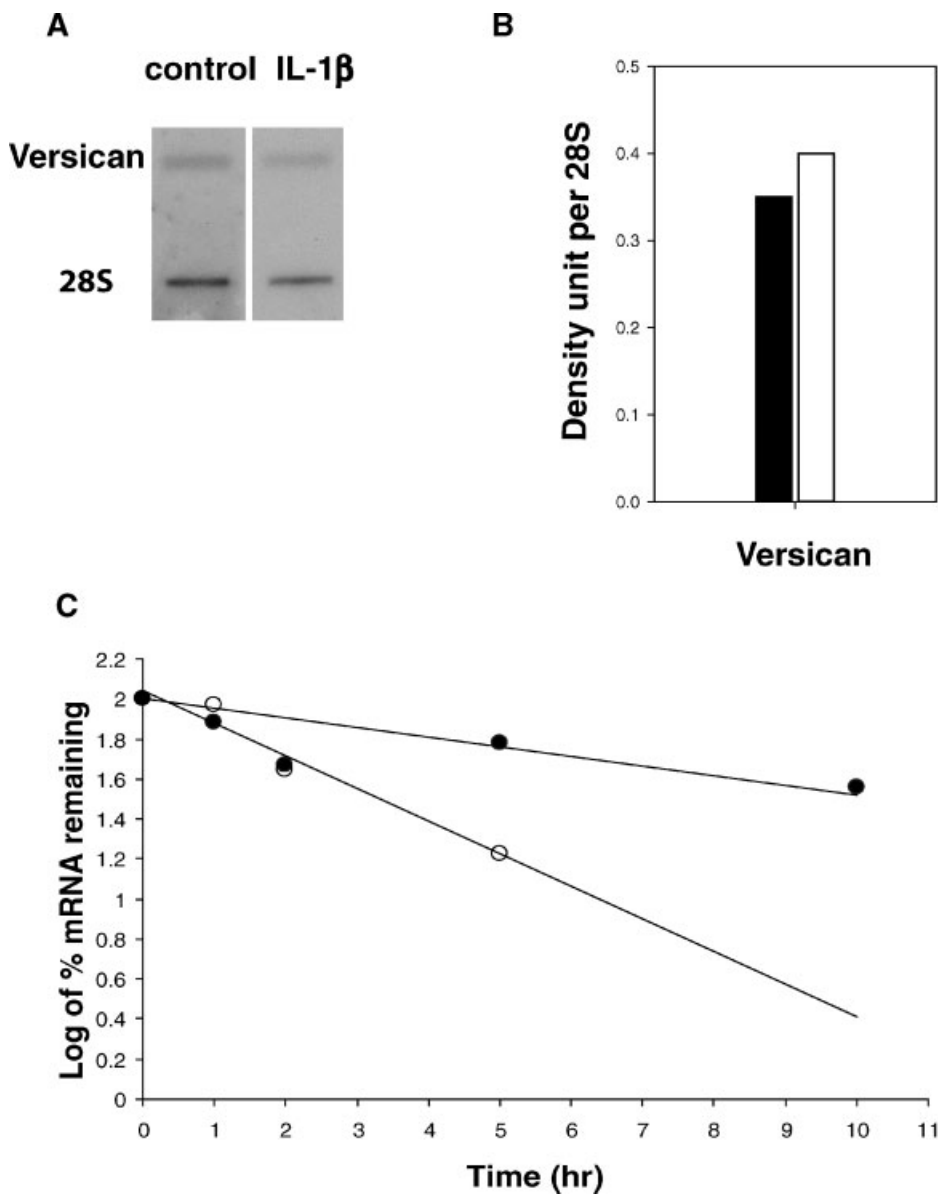 A
control IL-1β
Versican
28S
B
Density unit per 28S
0.5
0.4
0.3
0.2
0.1
0.0
Versican
C
Log of % mRNA remaining
2.2
2
1.8
1.6
1.4
1.2
1
0.8
0.6
0.4
0.2
0
0 1 2 3 4 5 6 7 8 9 10 11
Time (hr)